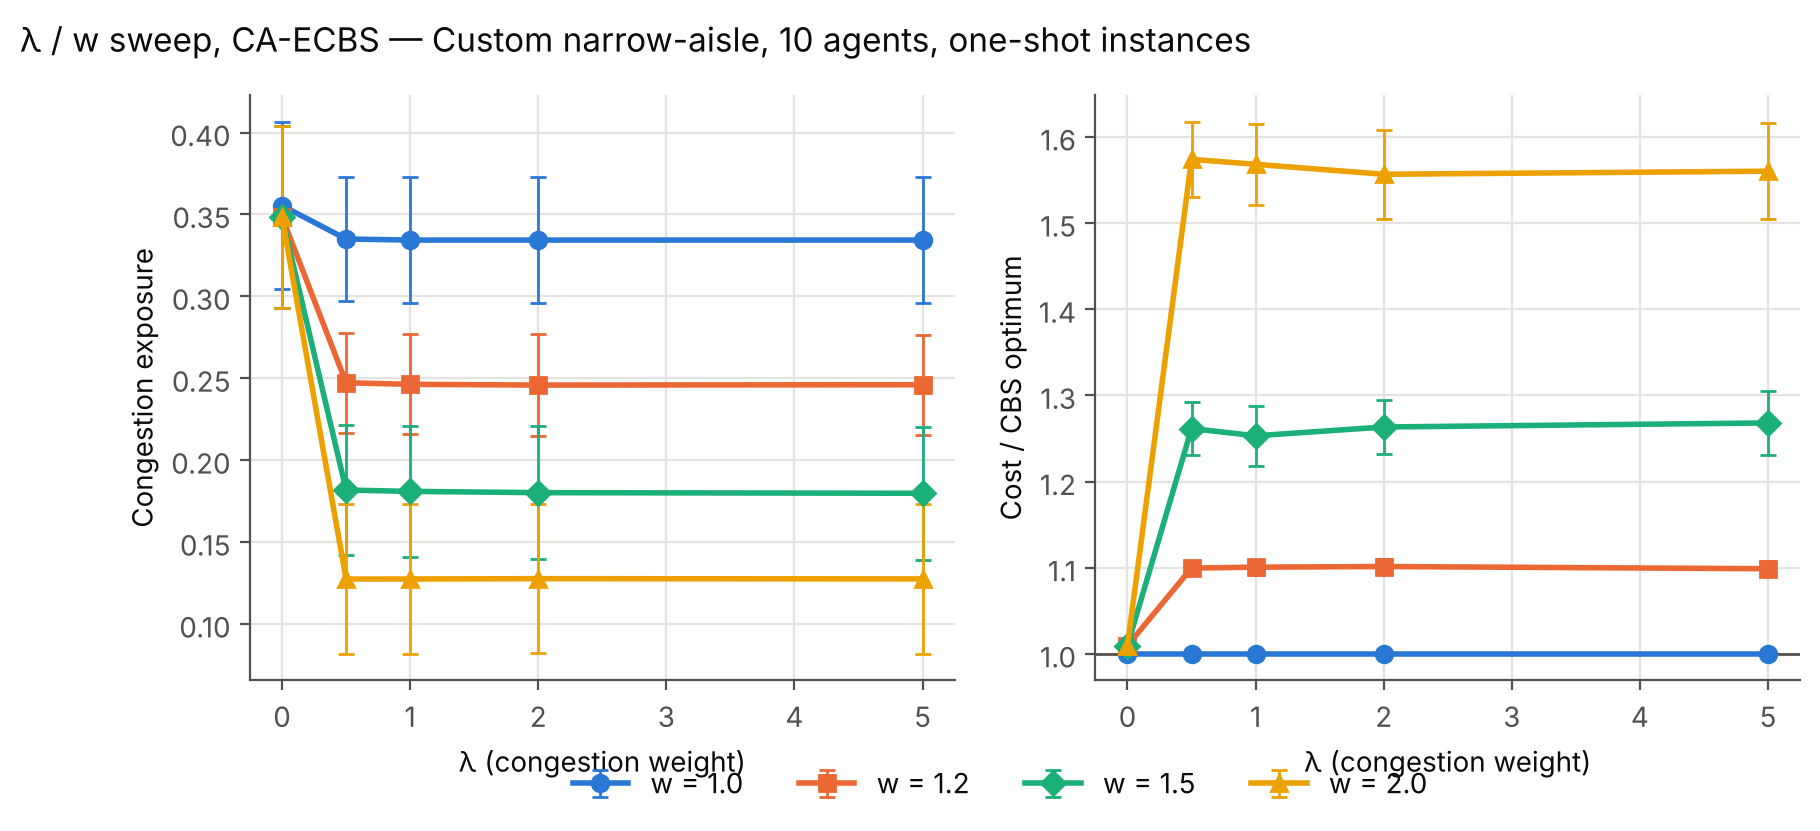 λ / w sweep, CA-ECBS — Custom narrow-aisle, 10 agents, one-shot instances
Congestion exposure
0.40
0.35
0.30
0.25
0.20
0.15
0.10
0 1 2 3 4 5
λ (congestion weight)
Cost / CBS optimum
1.6
1.5
1.4
1.3
1.2
1.1
1.0
0 1 2 3 4 5
λ (congestion weight)
w = 1.0 w = 1.2 w = 1.5 w = 2.0